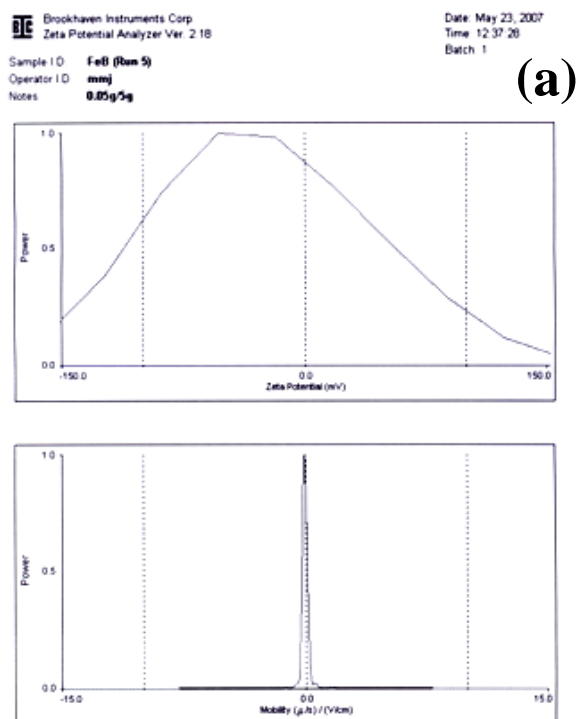 BIC
Brookhaven Instruments Corp
Zeta Potential Analyzer Ver. 2.18
Date: May 23, 2007
Time: 12:37:28
Batch: 1
Sample I D FeB (Run 5)
Operator I D mmj
Notes 0.05g/5g
(a)
1.0
0.5
0.0
Power
-150.0 0.0 150.0
Zeta Potential (mV)
1.0
0.5
0.0
Power
-15.0 0.0 15.0
Mobility (µ/s) / (V/cm)